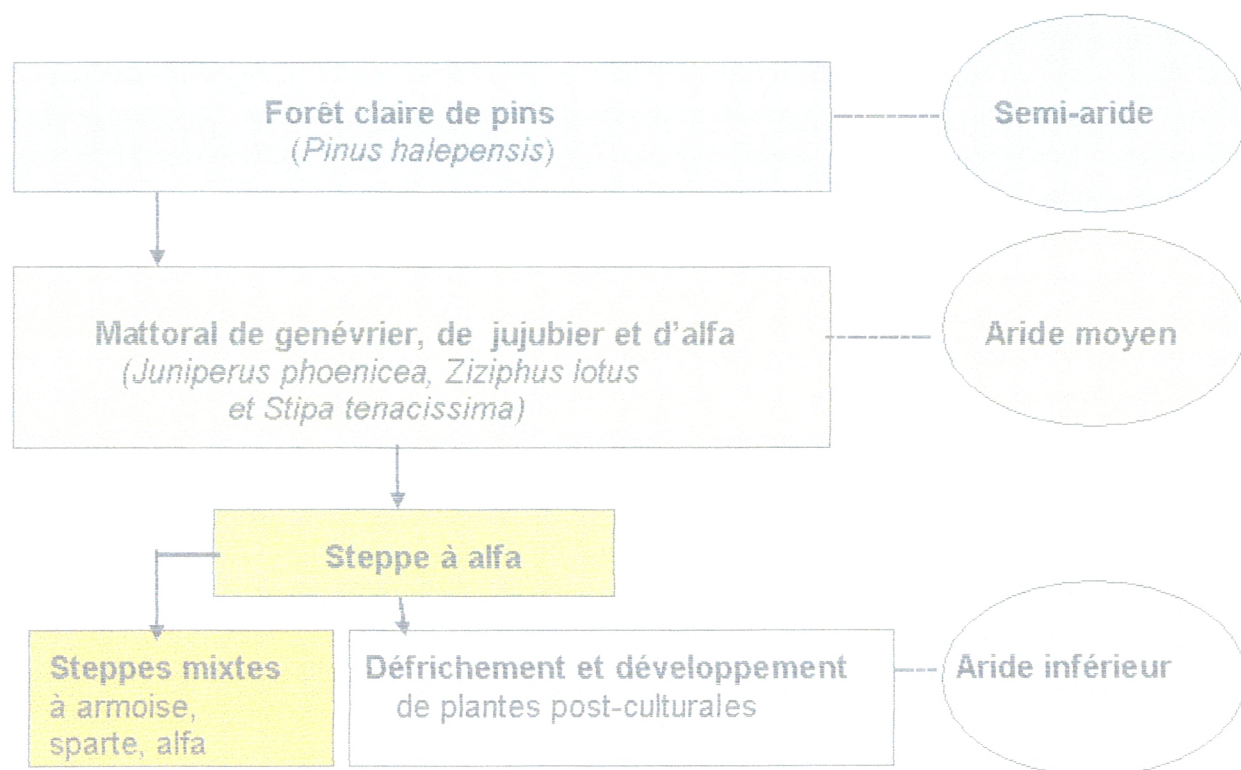 Forêt claire de pins
(Pinus halepensis)
Semi-aride
Mattoral de genévrier, de jujubier et d'alfa
(Juniperus phoenicea, Ziziphus lotus
et Stipa tenacissima)
Aride moyen
Steppe à alfa
Steppes mixtes
à armoise,
sparte, alfa
Défrichement et développement
de plantes post-culturales
Aride inférieur